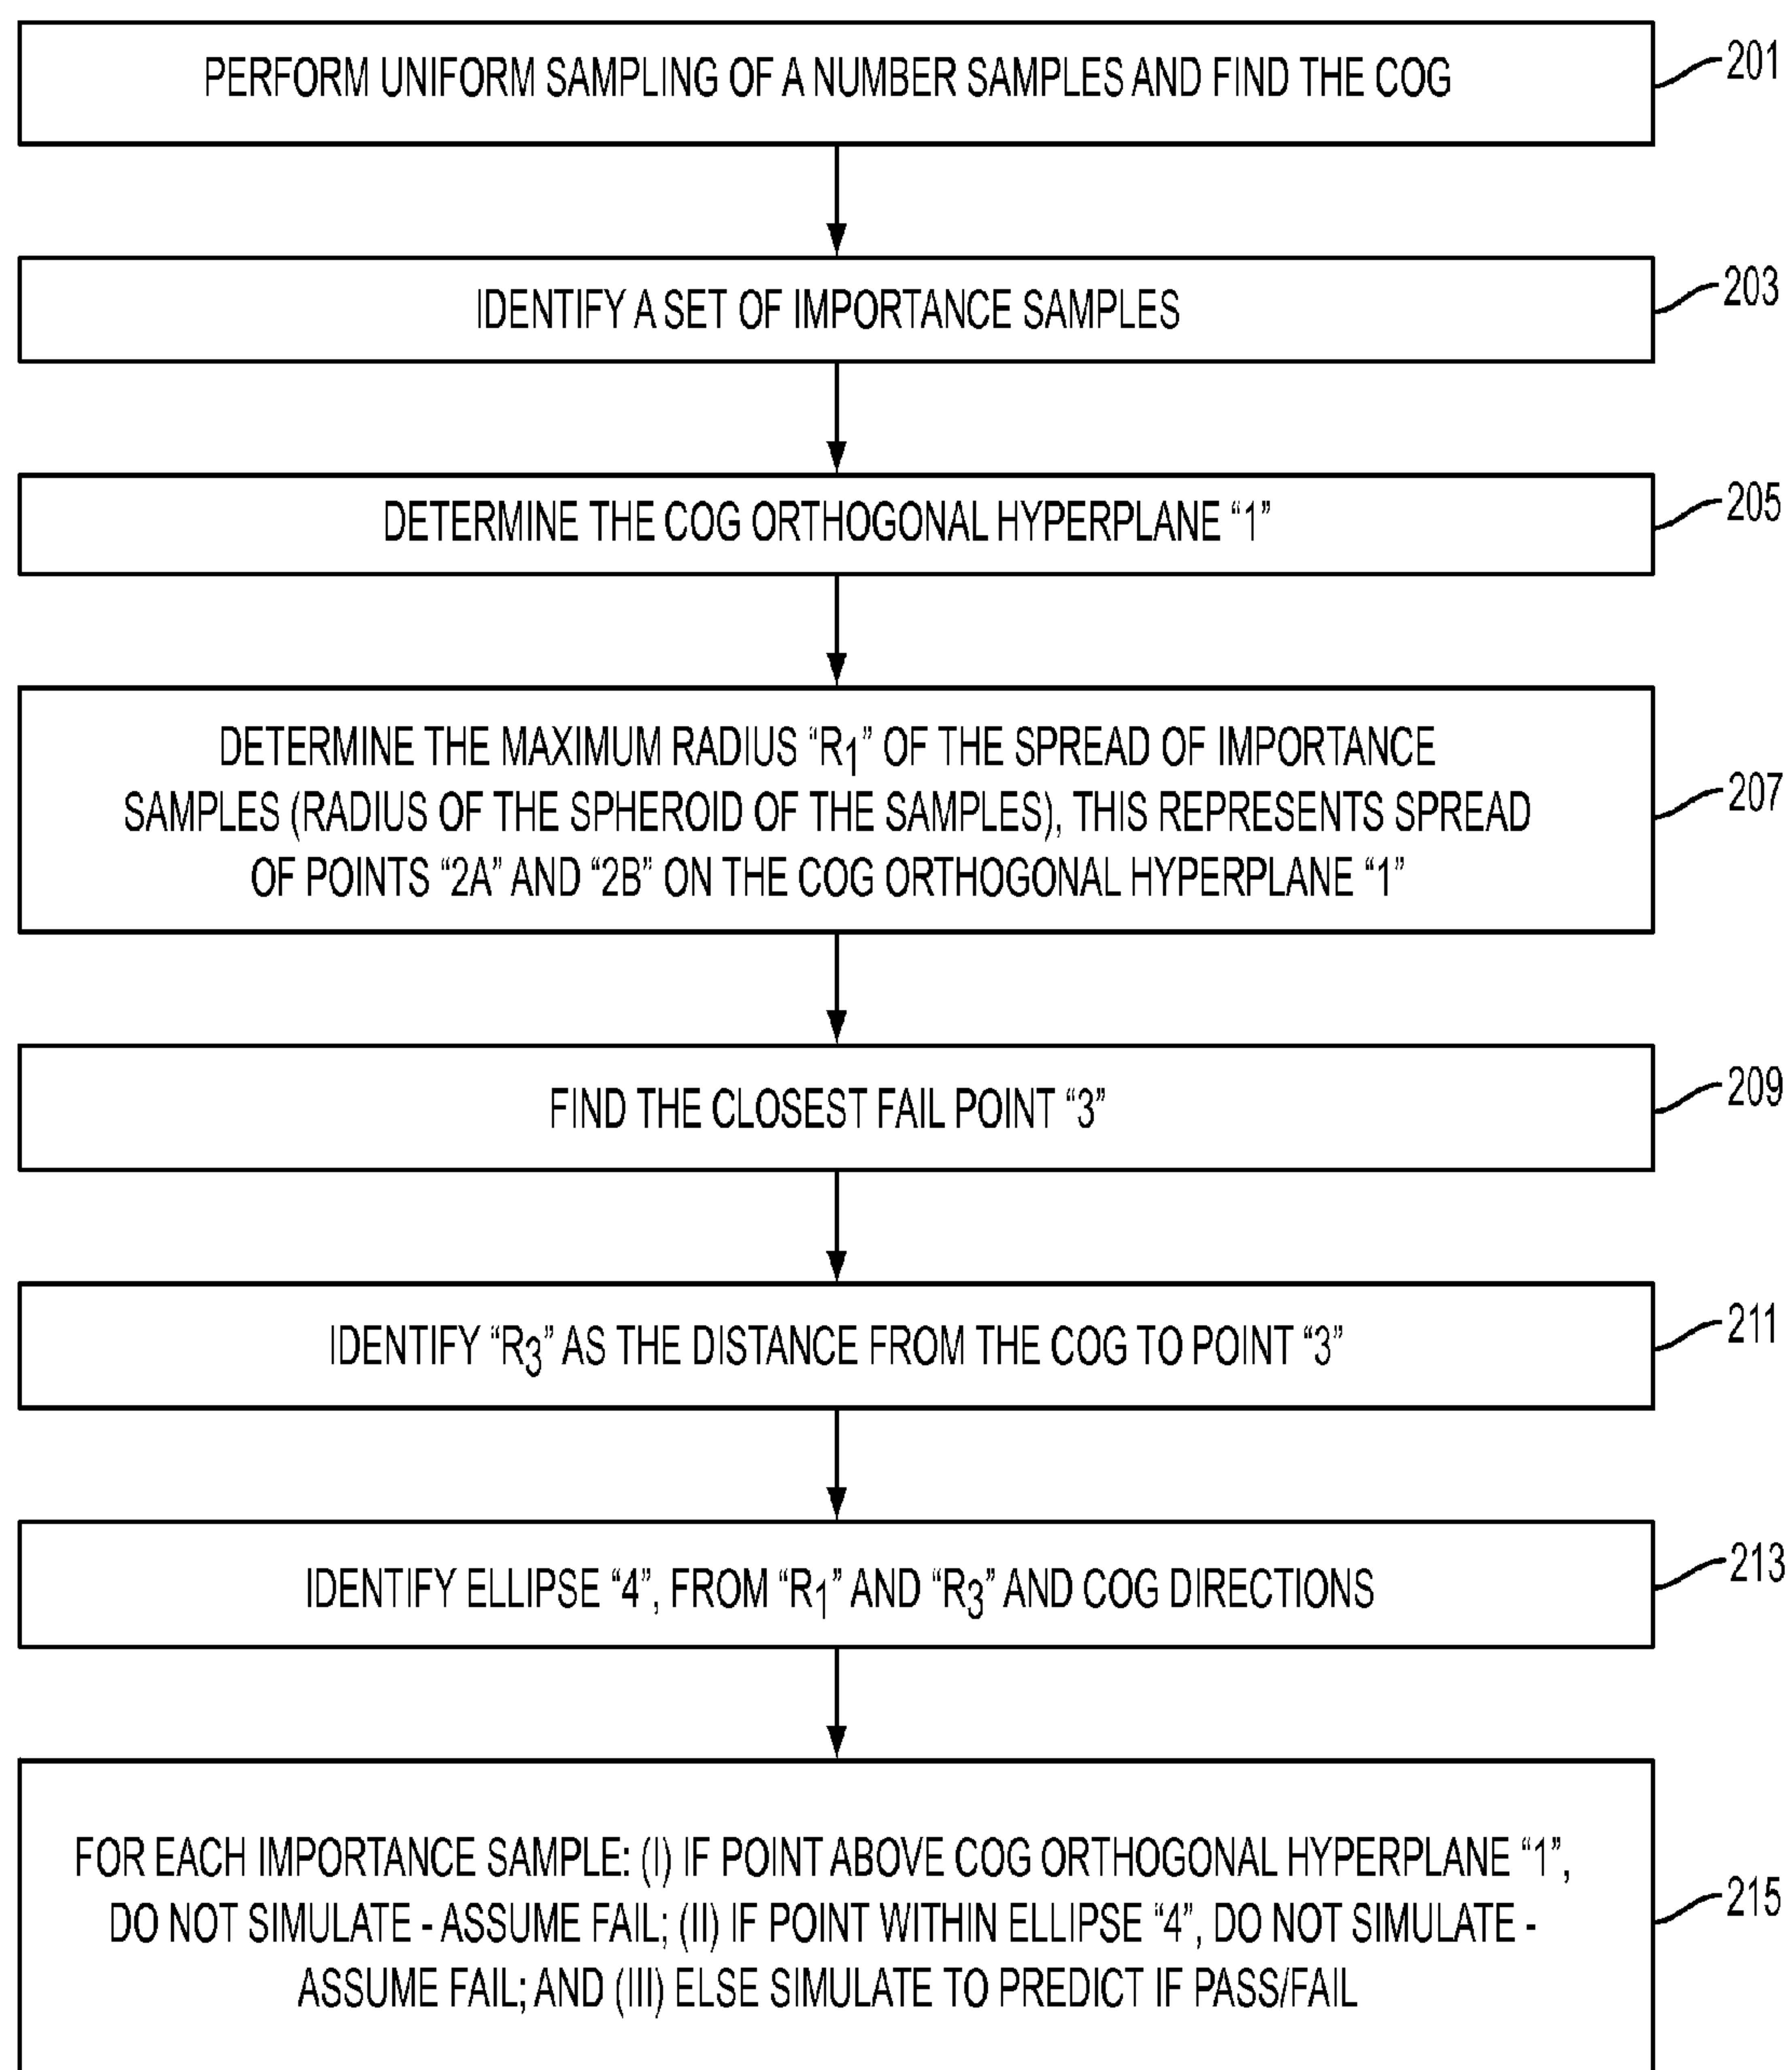 PERFORM UNIFORM SAMPLING OF A NUMBER SAMPLES AND FIND THE COG
201
IDENTIFY A SET OF IMPORTANCE SAMPLES
203
DETERMINE THE COG ORTHOGONAL HYPERPLANE “1”
205
DETERMINE THE MAXIMUM RADIUS “R1” OF THE SPREAD OF IMPORTANCE
SAMPLES (RADIUS OF THE SPHEROID OF THE SAMPLES), THIS REPRESENTS SPREAD
OF POINTS “2A” AND “2B” ON THE COG ORTHOGONAL HYPERPLANE “1”
207
FIND THE CLOSEST FAIL POINT “3”
209
IDENTIFY “R3” AS THE DISTANCE FROM THE COG TO POINT “3”
211
IDENTIFY ELLIPSE “4”, FROM “R1” AND “R3” AND COG DIRECTIONS
213
FOR EACH IMPORTANCE SAMPLE: (I) IF POINT ABOVE COG ORTHOGONAL HYPERPLANE “1”,
DO NOT SIMULATE - ASSUME FAIL; (II) IF POINT WITHIN ELLIPSE “4”, DO NOT SIMULATE -
ASSUME FAIL; AND (III) ELSE SIMULATE TO PREDICT IF PASS/FAIL
215